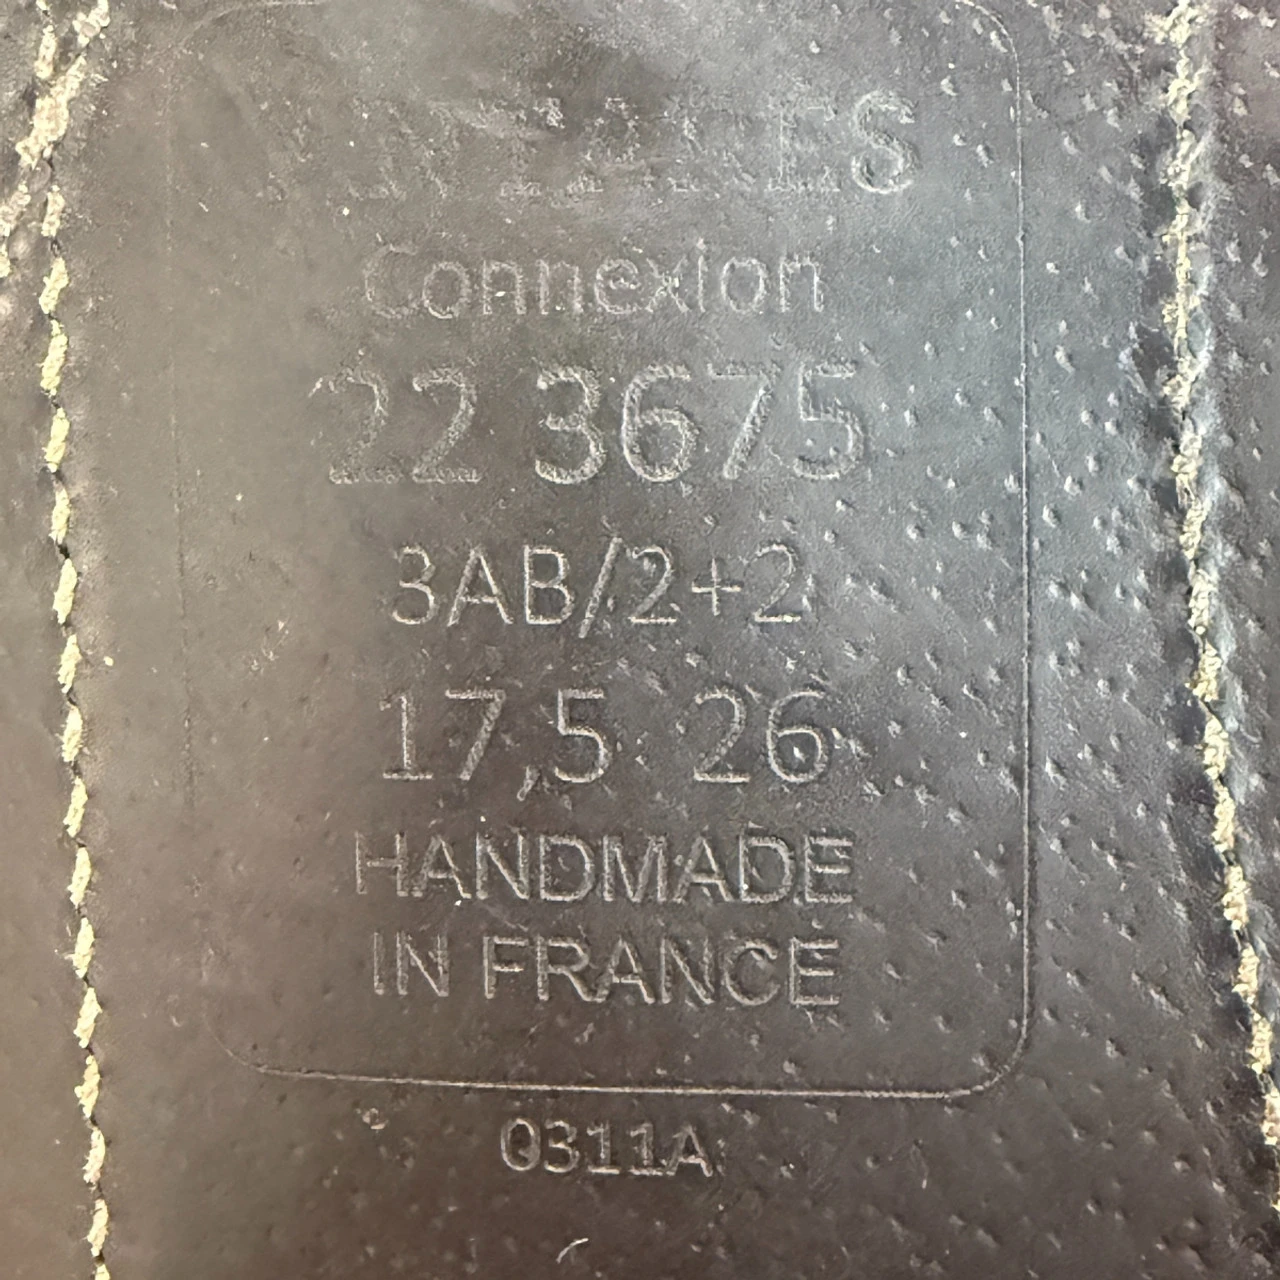 Connexion
22 3675
3AB/2+2
17,5 26
HANDMADE
IN FRANCE
0311A